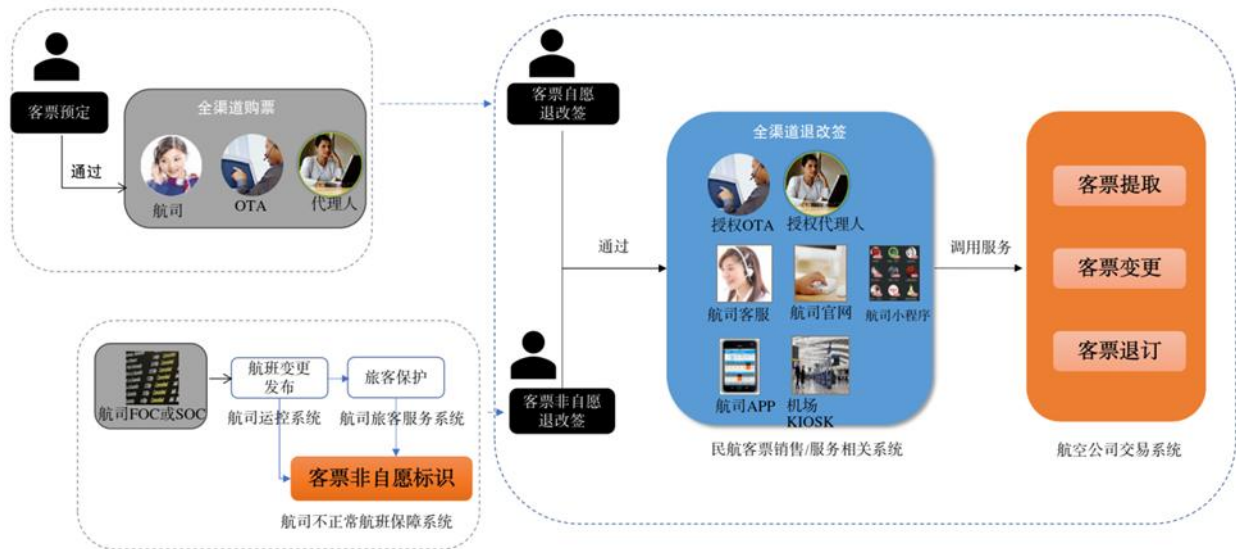 客票预定
通过
全渠道购票
航司
OTA
代理人
航司FOC或SOC
航班变更
发布
航司运控系统
旅客保护
航司旅客服务系统
客票非自愿标识
航司不正常航班保障系统
客票自愿
退改签
客票非自愿
退改签
通过
全渠道退改签
授权OTA
授权代理人
航司客服
航司官网
航司小程序
航司APP
机场
KIOSK
民航客票销售/服务相关系统
调用服务
客票提取
客票变更
客票退订
航空公司交易系统